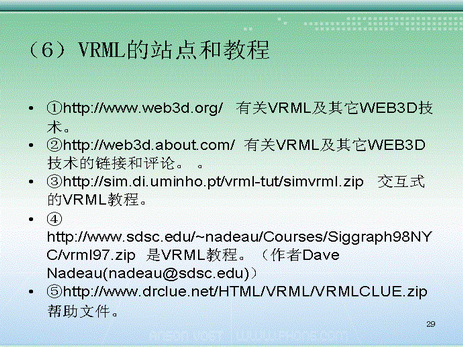 （6）VRML的站点和教程
• ①http://www.web3d.org/ 有关VRML及其它WEB3D技
术。
• ②http://web3d.about.com/ 有关VRML及其它WEB3D
技术的链接和评论。 。
• ③http://sim.di.uminho.pt/vrml-tut/simvrml.zip 交互式
的VRML教程。
• ④
http://www.sdsc.edu/~nadeau/Courses/Siggraph98NY
C/vrml97.zip 是VRML教程。（作者Dave
Nadeau(nadeau@sdsc.edu)）
• ⑤http://www.drclue.net/HTML/VRML/VRMLCLUE.zip
帮助文件。
29